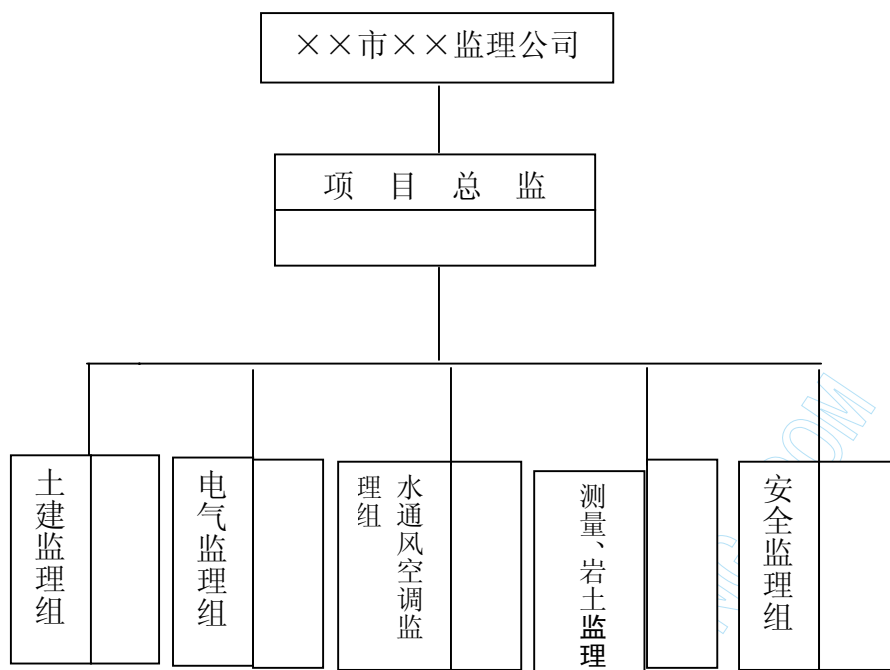 ××市××监理公司
项 目 总 监
土建监理组
电气监理组
水通风空调监
理组
测量、岩土监理
安全监理组